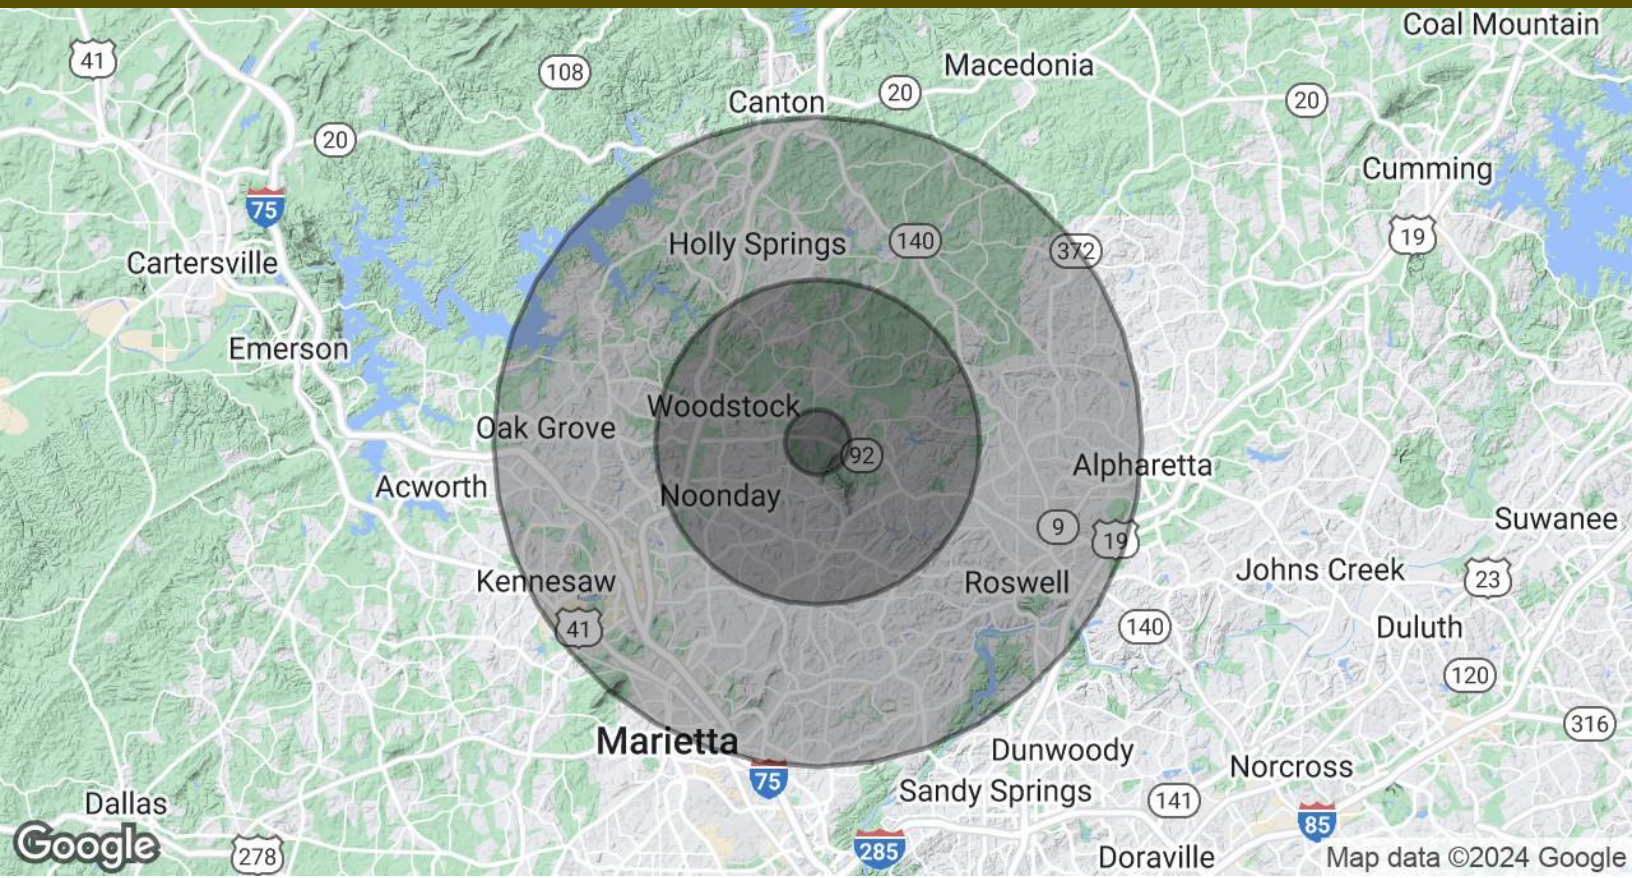 Coal Mountain
41
Macedonia
108
20
Canton
20
20
Cumming
75
19
Holly Springs
140
372
Cartersville
Emerson
Woodstock
Oak Grove
92
Alpharetta
Acworth
Noonday
9
19
Suwanee
Kennesaw
Roswell
Johns Creek
23
41
140
Duluth
120
316
Marietta
Dunwoody
Norcross
75
Sandy Springs
141
Dallas
85
Google
278
285
Doraville
Map data ©2024 Google